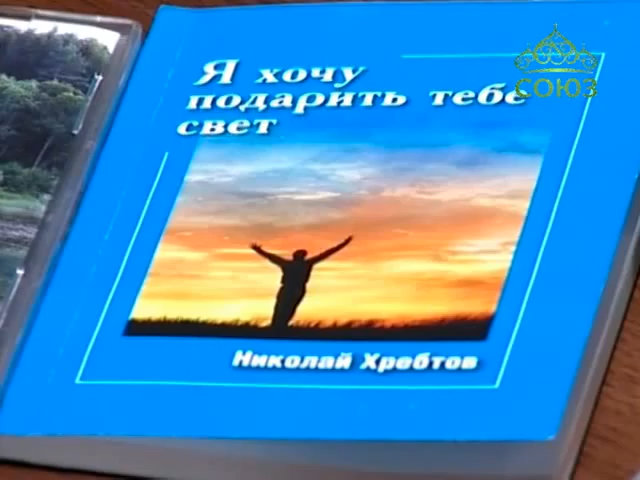 СОЮЗ
Я хочу
подарить тебе
свет
Николай Хребтов